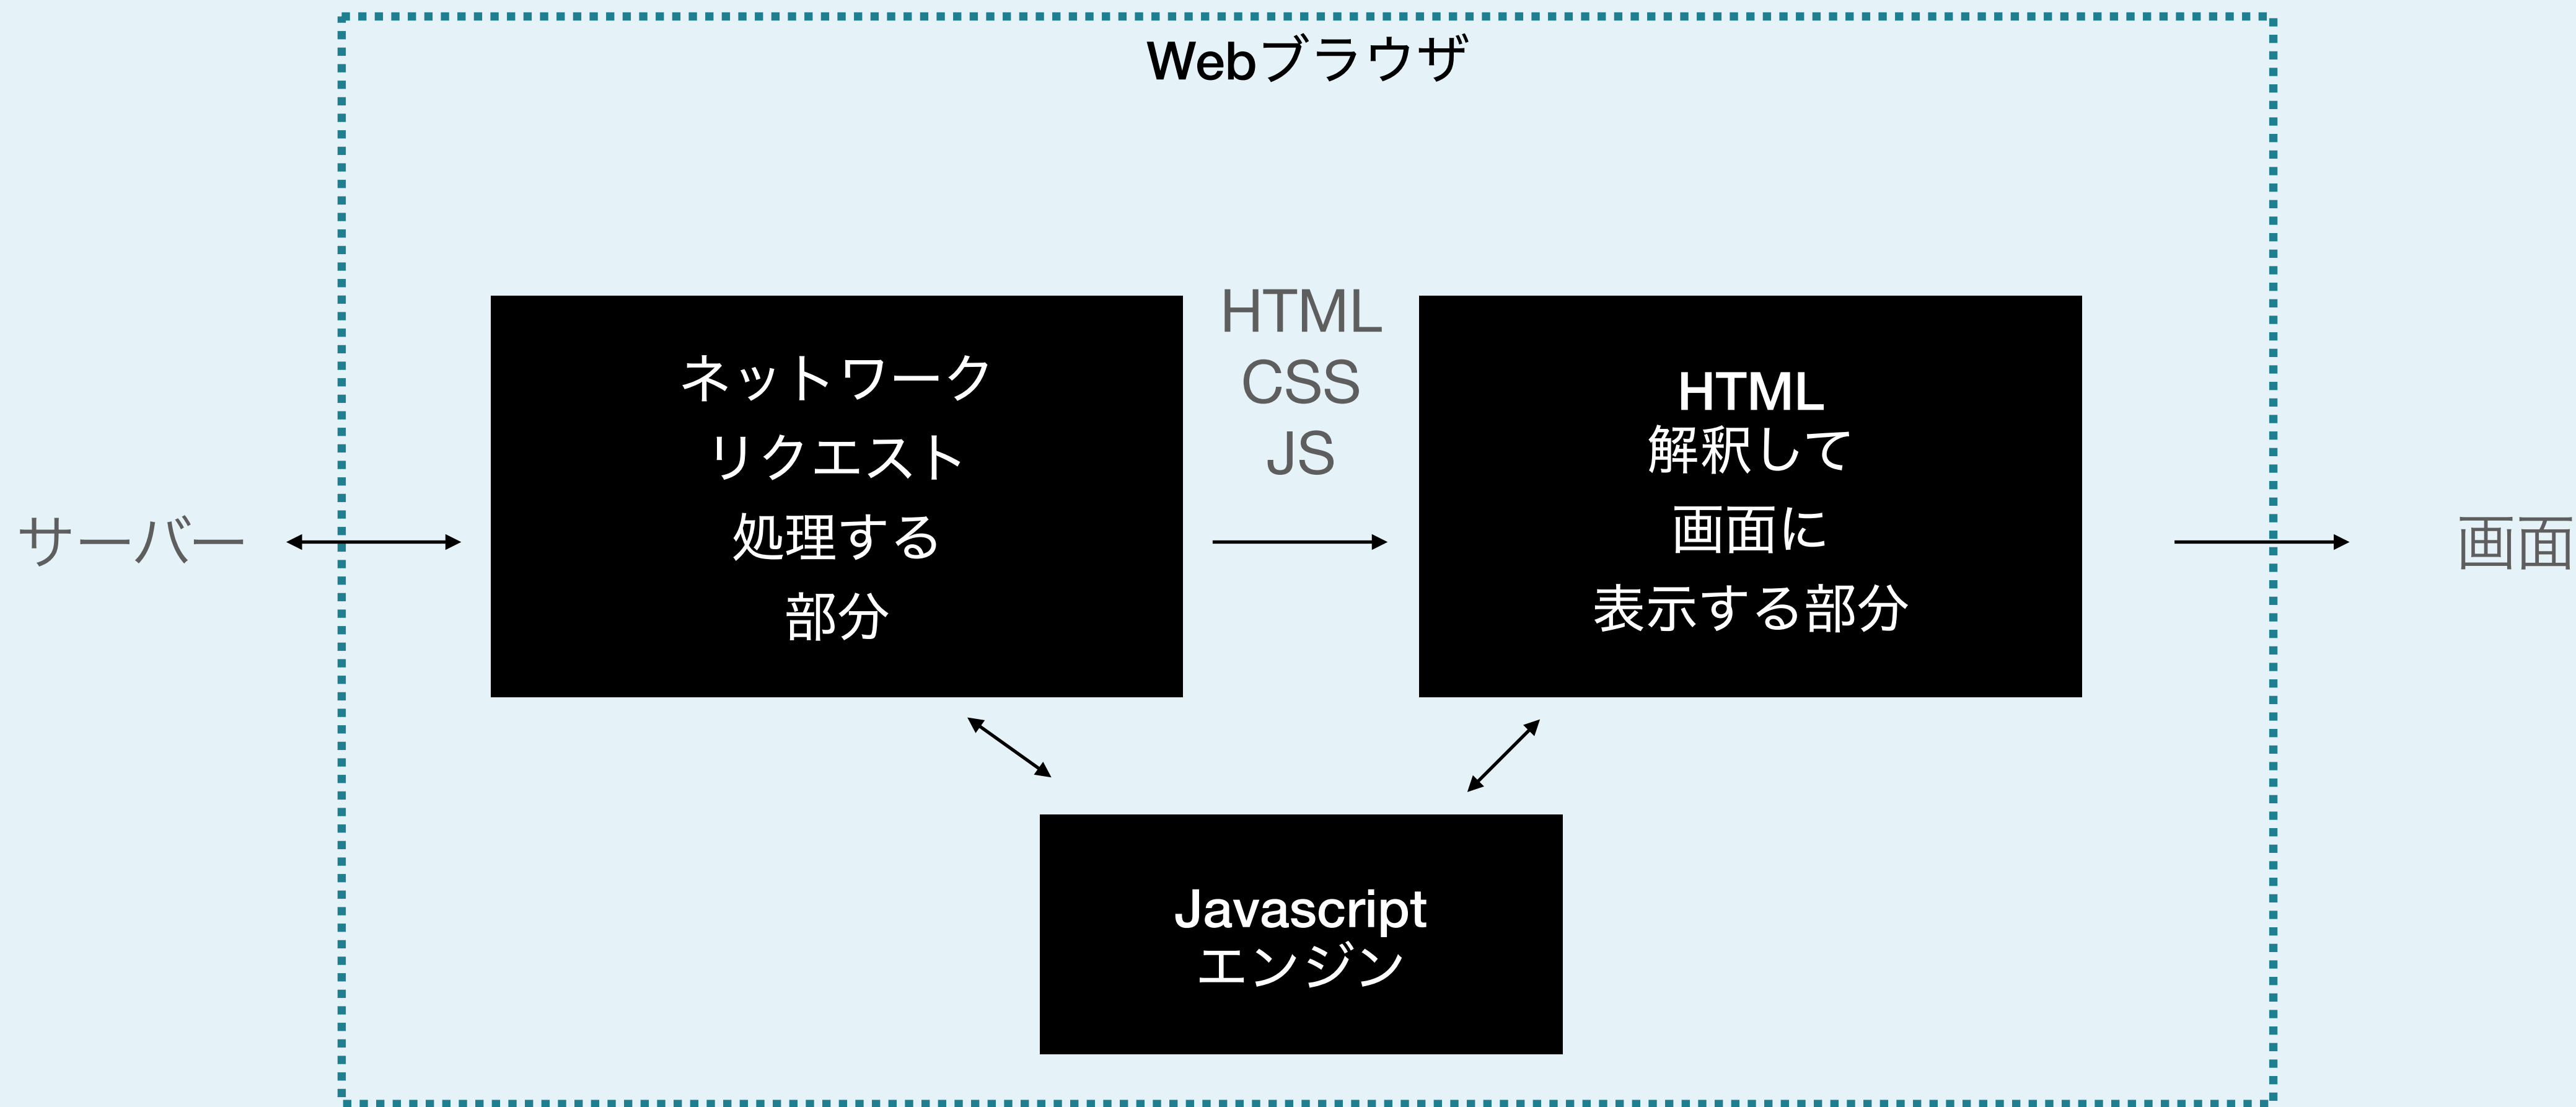 Webブラウザ
サーバー
ネットワーク
リクエスト
処理する
部分
HTML
CSS
JS
HTML
解釈して
画面に
表示する部分
画面
Javascript
エンジン